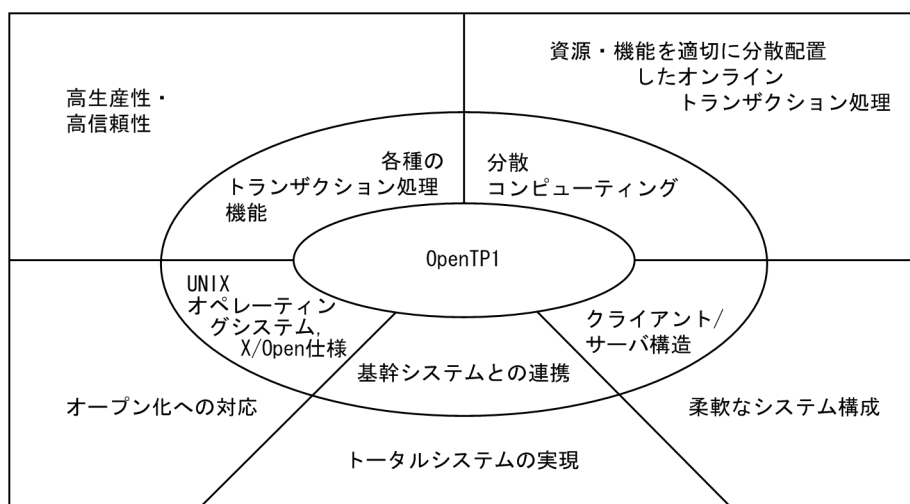 資源・機能を適切に分散配置
したオンライン
トランザクション処理
高生産性・
高信頼性
各種の
トランザクション処理
機能
分散
コンピューティング
OpenTP1
UNIX
オペレーティン
グシステム,
X/Open仕様
クライアント/
サーバ構造
基幹システムとの連携
オープン化への対応
柔軟なシステム構成
トータルシステムの実現